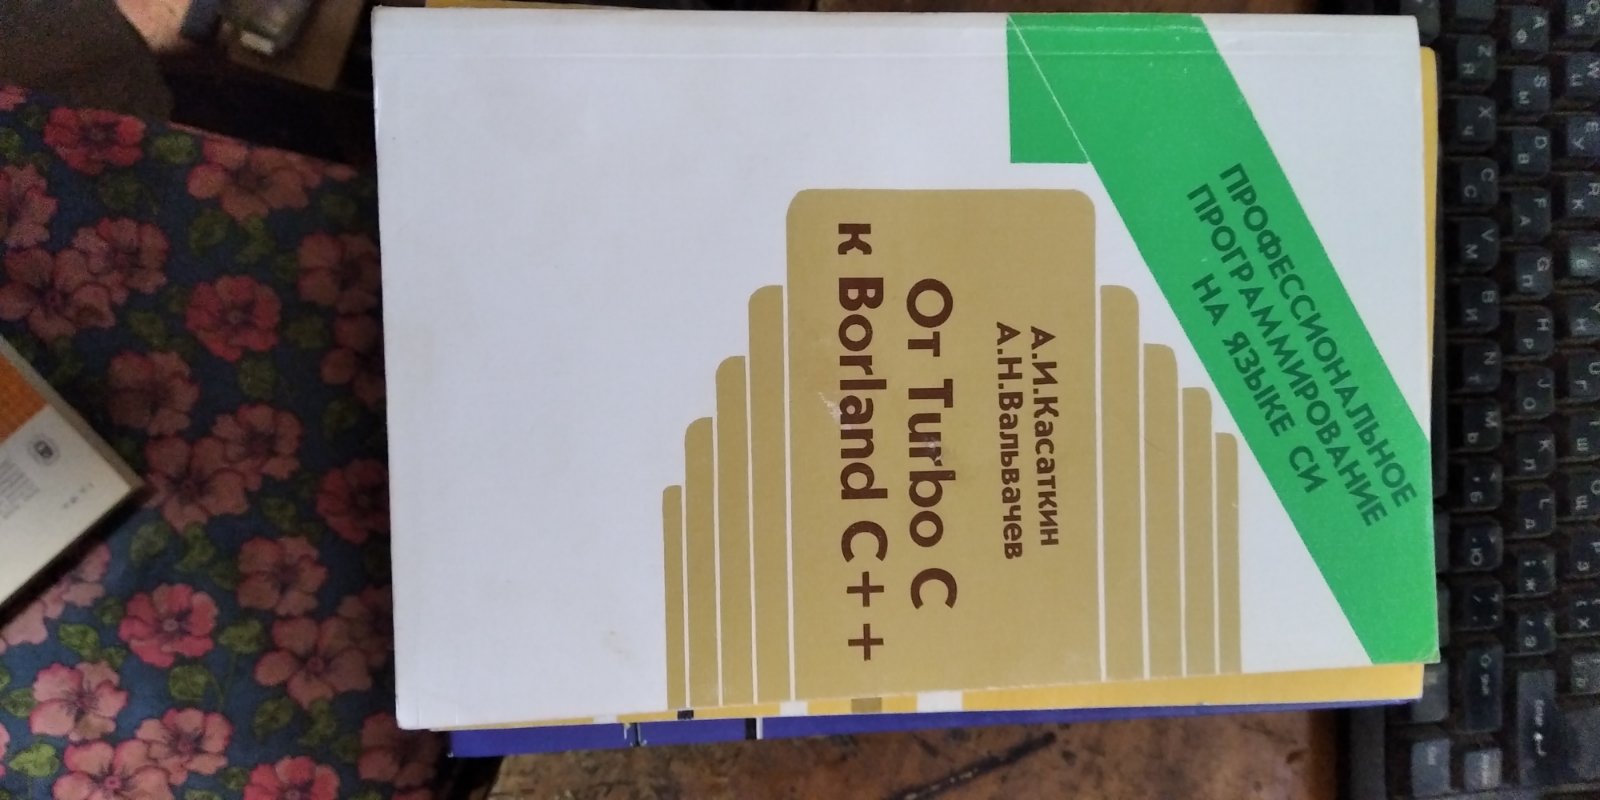 ПРОФЕССИОНАЛЬНОЕ
ПРОГРАММИРОВАНИЕ
НА ЯЗЫКЕ СИ
А.И.Касаткин
А.Н.Вальвачев
От Turbo C
к Borland C++